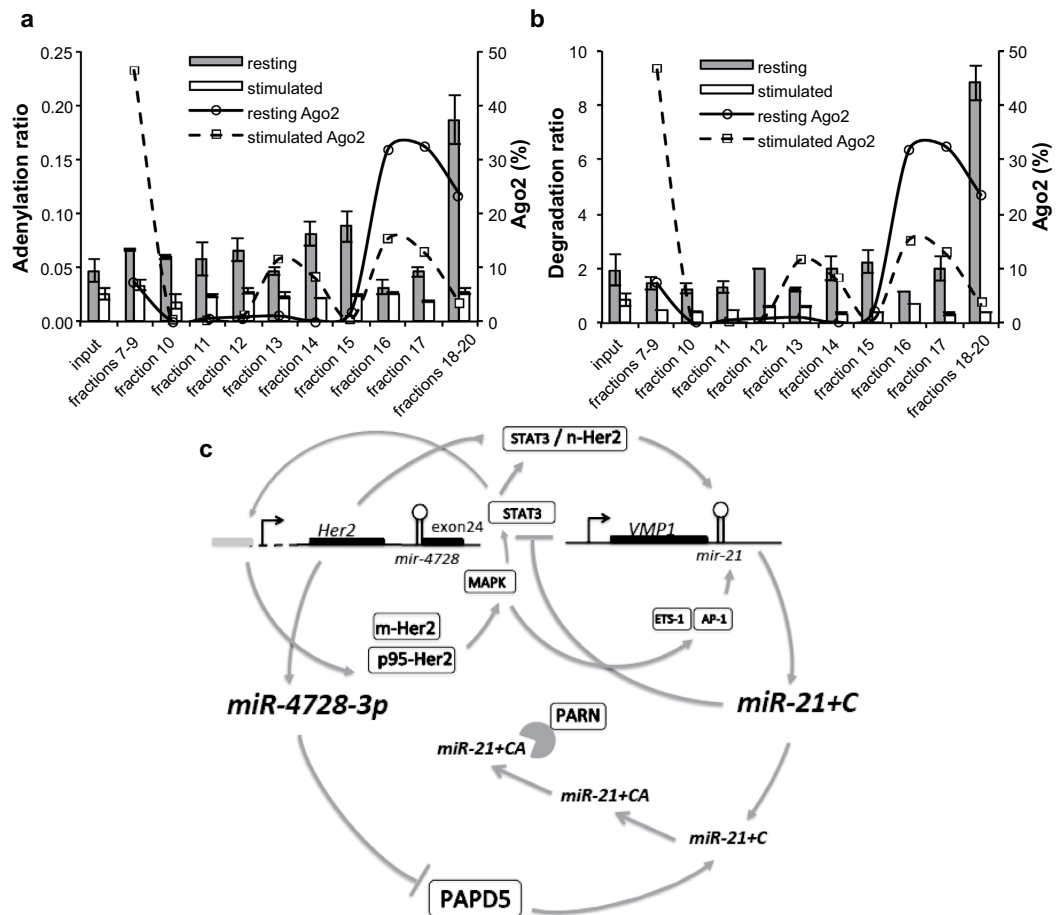 a
Adenylation ratio
0.25
0.20
0.15
0.10
0.05
0.00
resting
stimulated
resting Ago2
stimulated Ago2
50
40
30
20
10
0
Ago2 (%)
input
fractions 7-9
fraction 10
fraction 11
fraction 12
fraction 13
fraction 14
fraction 15
fraction 16
fraction 17
fractions 18-20
b
Degradation ratio
10
8
6
4
2
0
resting
stimulated
resting Ago2
stimulated Ago2
50
40
30
20
10
0
Ago2 (%)
input
fractions 7-9
fraction 10
fraction 11
fraction 12
fraction 13
fraction 14
fraction 15
fraction 16
fraction 17
fractions 18-20
c
STAT3 / n-Her2
STAT3
Her2
exon24
mir-4728
VMP1
mir-21
MAPK
ETS-1
AP-1
m-Her2
p95-Her2
miR-4728-3p
miR-21+C
PARN
miR-21+CA
miR-21+CA
miR-21+C
PAPD5